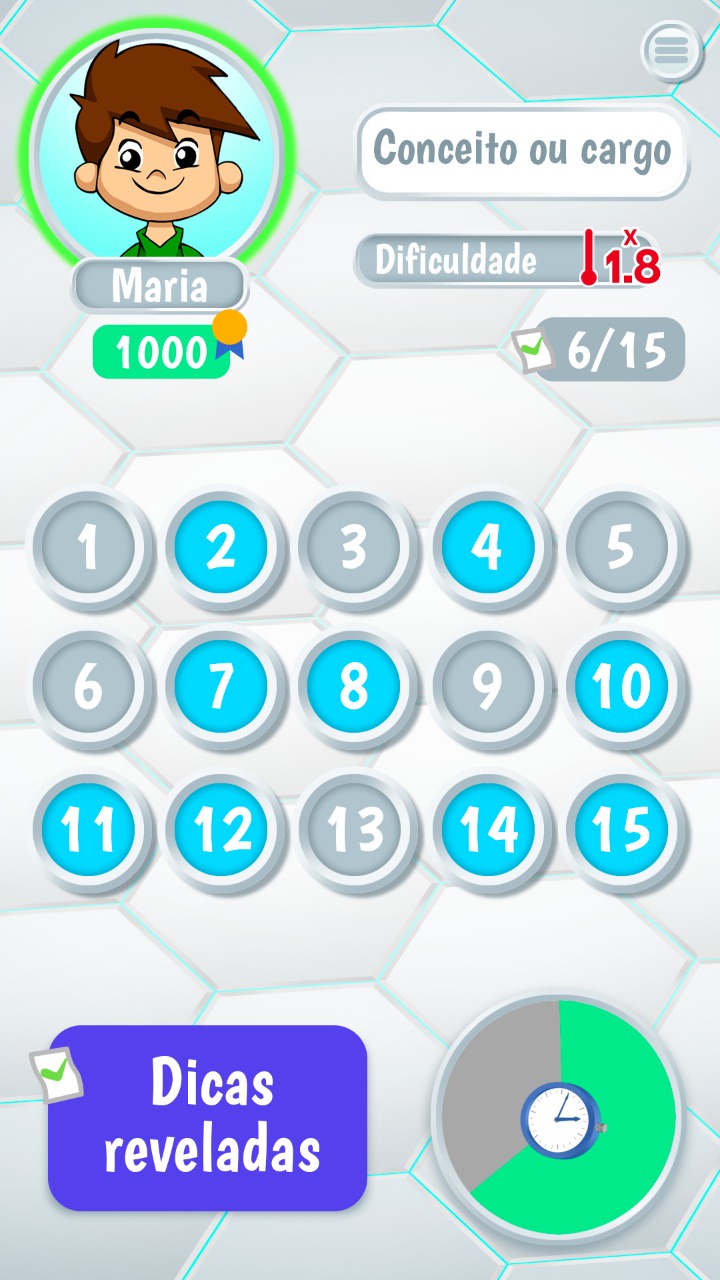 Conceito ou cargo
Maria
Dificuldade x1.8
1000
6/15
1 2 3 4 5
6 7 8 9 10
11 12 13 14 15
Dicas
reveladas